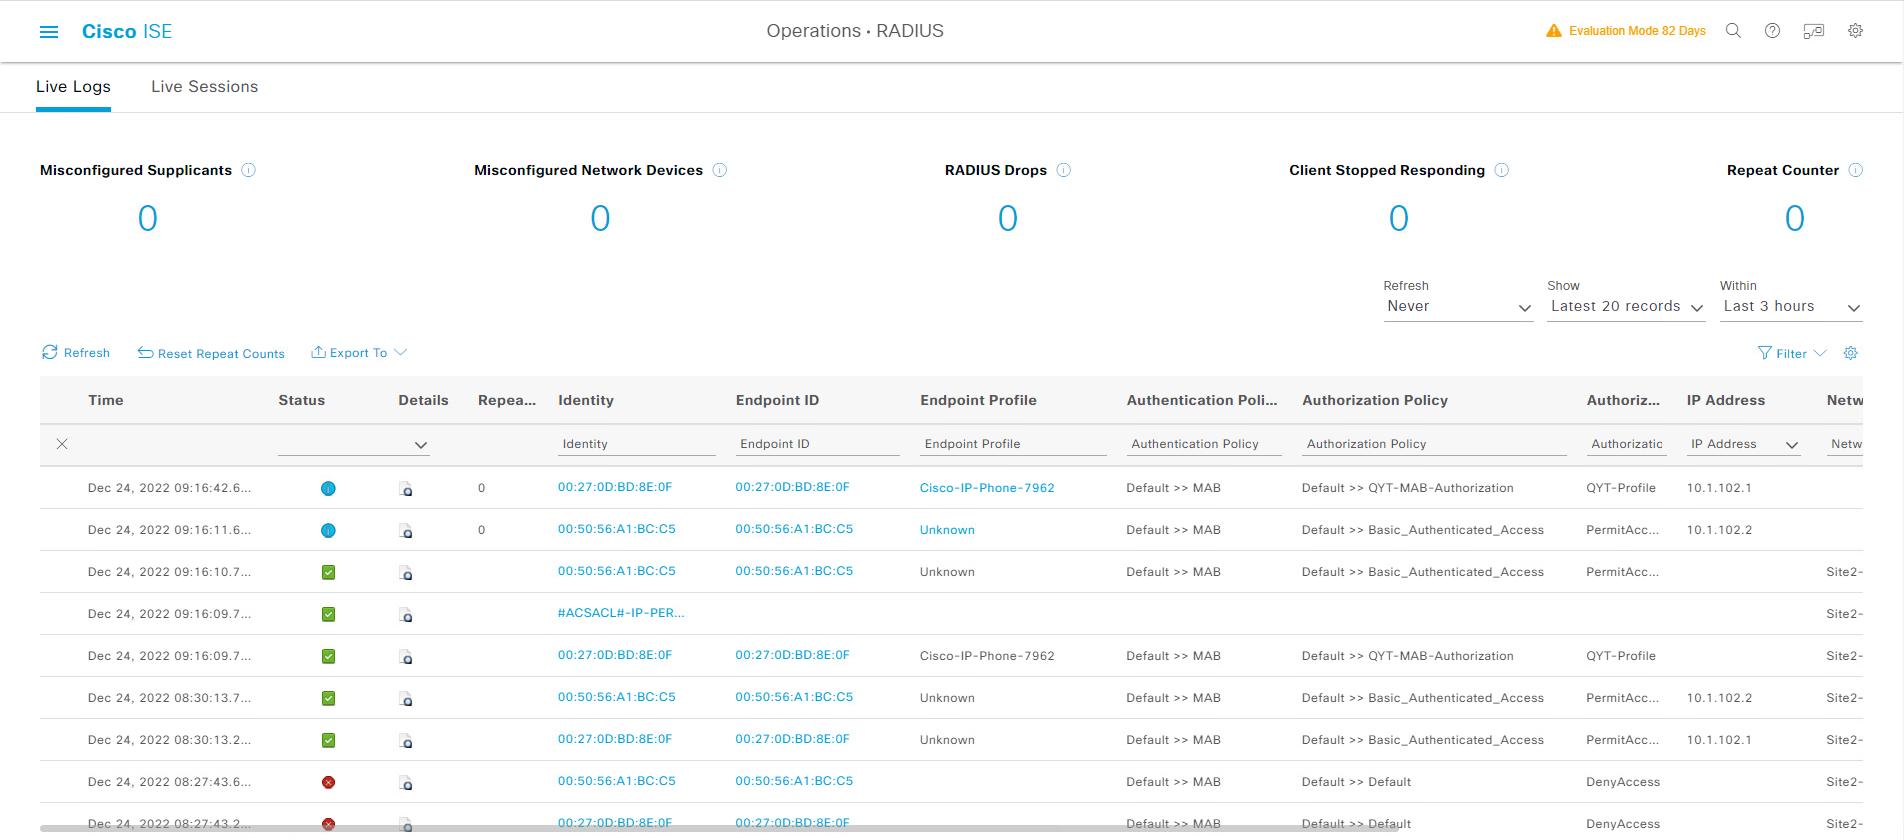 Cisco ISE
Operations · RADIUS
Evaluation Mode 82 Days
Live Logs Live Sessions
Misconfigured Supplicants Misconfigured Network Devices RADIUS Drops Client Stopped Responding Repeat Counter
0 0 0 0 0
Refresh Show Within
Never Latest 20 records Last 3 hours
Refresh Reset Repeat Counts Export To Filter
Time Status Details Repea... Identity Endpoint ID Endpoint Profile Authentication Poli... Authorization Policy Authoriz... IP Address Netw
Identity Endpoint ID Endpoint Profile Authentication Policy Authorization Policy Authorizatic IP Address Netw
Dec 24, 2022 09:16:42.6... 0 00:27:0D:BD:8E:0F 00:27:0D:BD:8E:0F Cisco-IP-Phone-7962 Default >> MAB Default >> QYT-MAB-Authorization QYT-Profile 10.1.102.1
Dec 24, 2022 09:16:11.6... 0 00:50:56:A1:BC:C5 00:50:56:A1:BC:C5 Unknown Default >> MAB Default >> Basic_Authenticated_Access PermitAcc... 10.1.102.2
Dec 24, 2022 09:16:10.7... 00:50:56:A1:BC:C5 00:50:56:A1:BC:C5 Unknown Default >> MAB Default >> Basic_Authenticated_Access PermitAcc... Site2-
Dec 24, 2022 09:16:09.7... #ACSACL#-IP-PER... Site2-
Dec 24, 2022 09:16:09.7... 00:27:0D:BD:8E:0F 00:27:0D:BD:8E:0F Cisco-IP-Phone-7962 Default >> MAB Default >> QYT-MAB-Authorization QYT-Profile Site2-
Dec 24, 2022 08:30:13.7... 00:50:56:A1:BC:C5 00:50:56:A1:BC:C5 Unknown Default >> MAB Default >> Basic_Authenticated_Access PermitAcc... 10.1.102.2 Site2-
Dec 24, 2022 08:30:13.2... 00:27:0D:BD:8E:0F 00:27:0D:BD:8E:0F Unknown Default >> MAB Default >> Basic_Authenticated_Access PermitAcc... 10.1.102.1 Site2-
Dec 24, 2022 08:27:43.6... 00:50:56:A1:BC:C5 00:50:56:A1:BC:C5 Default >> MAB Default >> Default DenyAccess Site2-
Dec 24, 2022 08:27:43.2... 00:27:0D:BD:8E:0F 00:27:0D:BD:8E:0F Default >> MAB Default >> Default DenyAccess Site2-